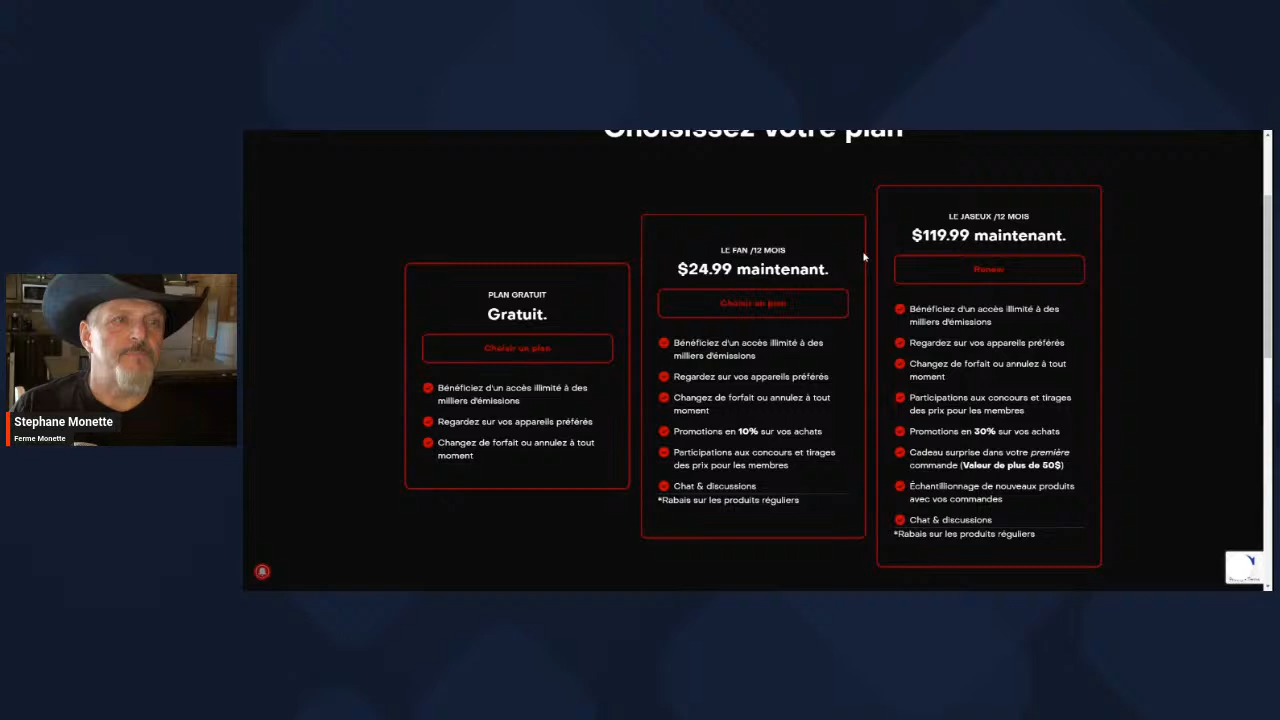 Choisissez votre plan
PLAN GRATUIT
Gratuit.
Choisir un plan
Bénéficiez d'un accès illimité à des
milliers d'émissions
Regardez sur vos appareils préférés
Changez de forfait ou annulez à tout
moment
LE FAN /12 MOIS
$24.99 maintenant.
Choisir un plan
Bénéficiez d'un accès illimité à des
milliers d'émissions
Regardez sur vos appareils préférés
Changez de forfait ou annulez à tout
moment
Promotions en 10% sur vos achats
Participations aux concours et tirages
des prix pour les membres
Chat & discussions
*Rabais sur les produits réguliers
LE JASEUX /12 MOIS
$119.99 maintenant.
Renew
Bénéficiez d'un accès illimité à des
milliers d'émissions
Regardez sur vos appareils préférés
Changez de forfait ou annulez à tout
moment
Participations aux concours et tirages
des prix pour les membres
Promotions en 30% sur vos achats
Cadeau surprise dans votre première
commande (Valeur de plus de 50$)
Échantillionnage de nouveaux produits
avec vos commandes
Chat & discussions
*Rabais sur les produits réguliers
Stephane Monette
Ferme Monette